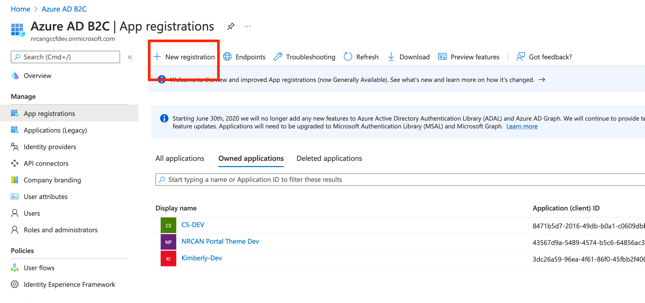 Home > Azure AD B2C
Azure AD B2C | App registrations
nrcangccfdev.onmicrosoft.com
Search (Cmd+/)
«
Overview
Manage
App registrations
Applications (Legacy)
Identity providers
API connectors
Company branding
User attributes
Users
Roles and administrators
Policies
User flows
Identity Experience Framework
+ New registration
Endpoints
Troubleshooting
Refresh
Download
Preview features
Got feedback?
Welcome to the new and improved App registrations (now Generally Available). See what's new and learn more on how it's changed. →
Starting June 30th, 2020 we will no longer add any new features to Azure Active Directory Authentication Library (ADAL) and Azure AD Graph. We will continue to provide te
feature updates. Applications will need to be upgraded to Microsoft Authentication Library (MSAL) and Microsoft Graph. Learn more
All applications
Owned applications
Deleted applications
Start typing a name or Application ID to filter these results
Display name
Application (client) ID
CS CS-DEV
8471b5d7-2016-49db-b0a1-c0609dbl
NP NRCAN Portal Theme Dev
43567d9a-5489-4574-b5c6-64856ac3
KI Kimberly-Dev
3dc26a59-96ea-4f61-86f0-45fbb2f406